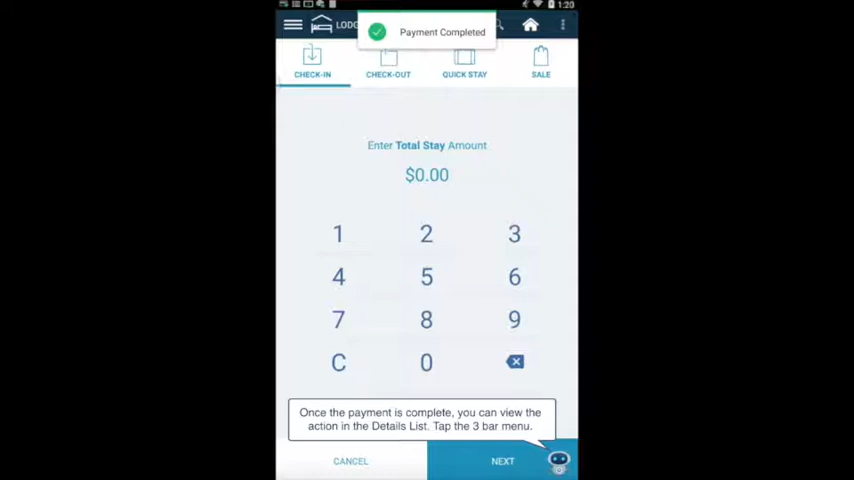 1:20
LODG
Payment Completed
CHECK-IN
CHECK-OUT
QUICK STAY
SALE
Enter Total Stay Amount
$0.00
1 2 3
4 5 6
7 8 9
C 0
Once the payment is complete, you can view the
action in the Details List. Tap the 3 bar menu.
CANCEL
NEXT